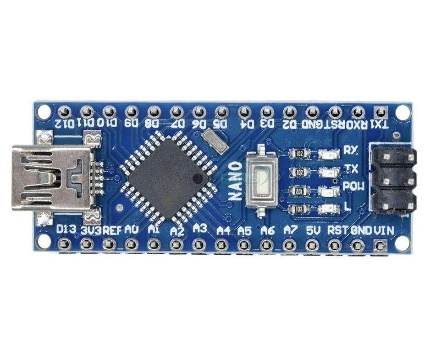 D12 D11 D10 D9 D8 D7 D6 D5 D4 D3 D2 GND RST RX0 TX1
RX
TX
POW
L
NANO
D13 3V3 REF A0 A1 A2 A3 A4 A5 A6 A7 5V RST GND VIN